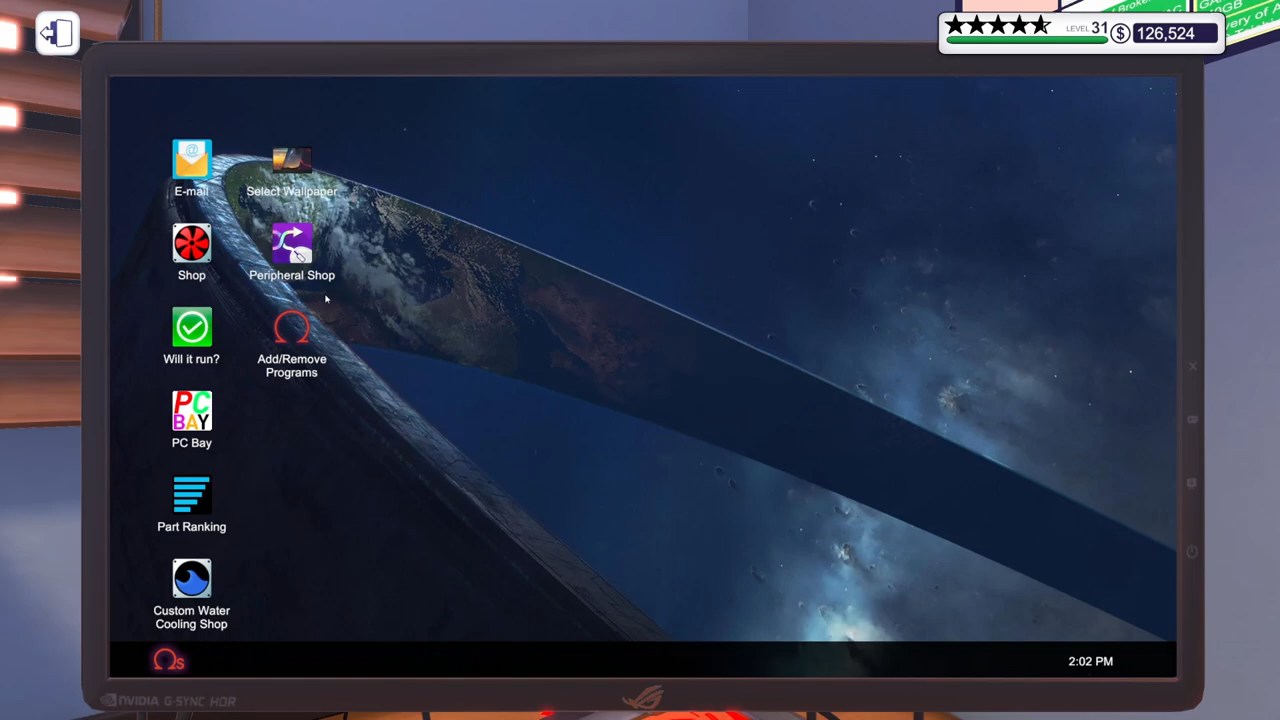 LEVEL 31
$ 126,524
E-mail
Select Wallpaper
Shop
Peripheral Shop
Will it run?
Add/Remove
Programs
PC
BAY
PC Bay
Part Ranking
Custom Water
Cooling Shop
Ωs
2:02 PM
NVIDIA G-SYNC HDR